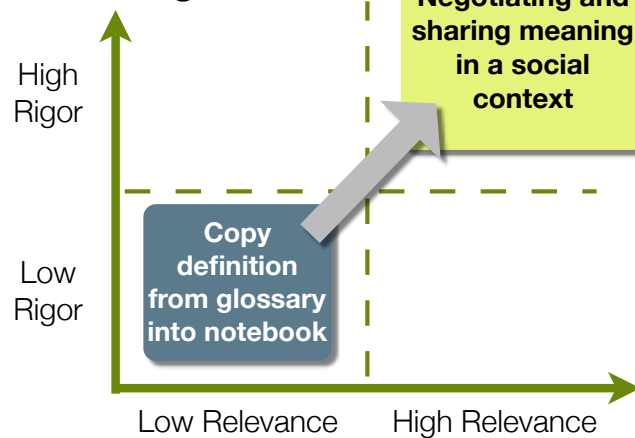 Negotiating and
sharing meaning
in a social
context
High
Rigor
Copy
definition
from glossary
into notebook
Low
Rigor
Low Relevance
High Relevance